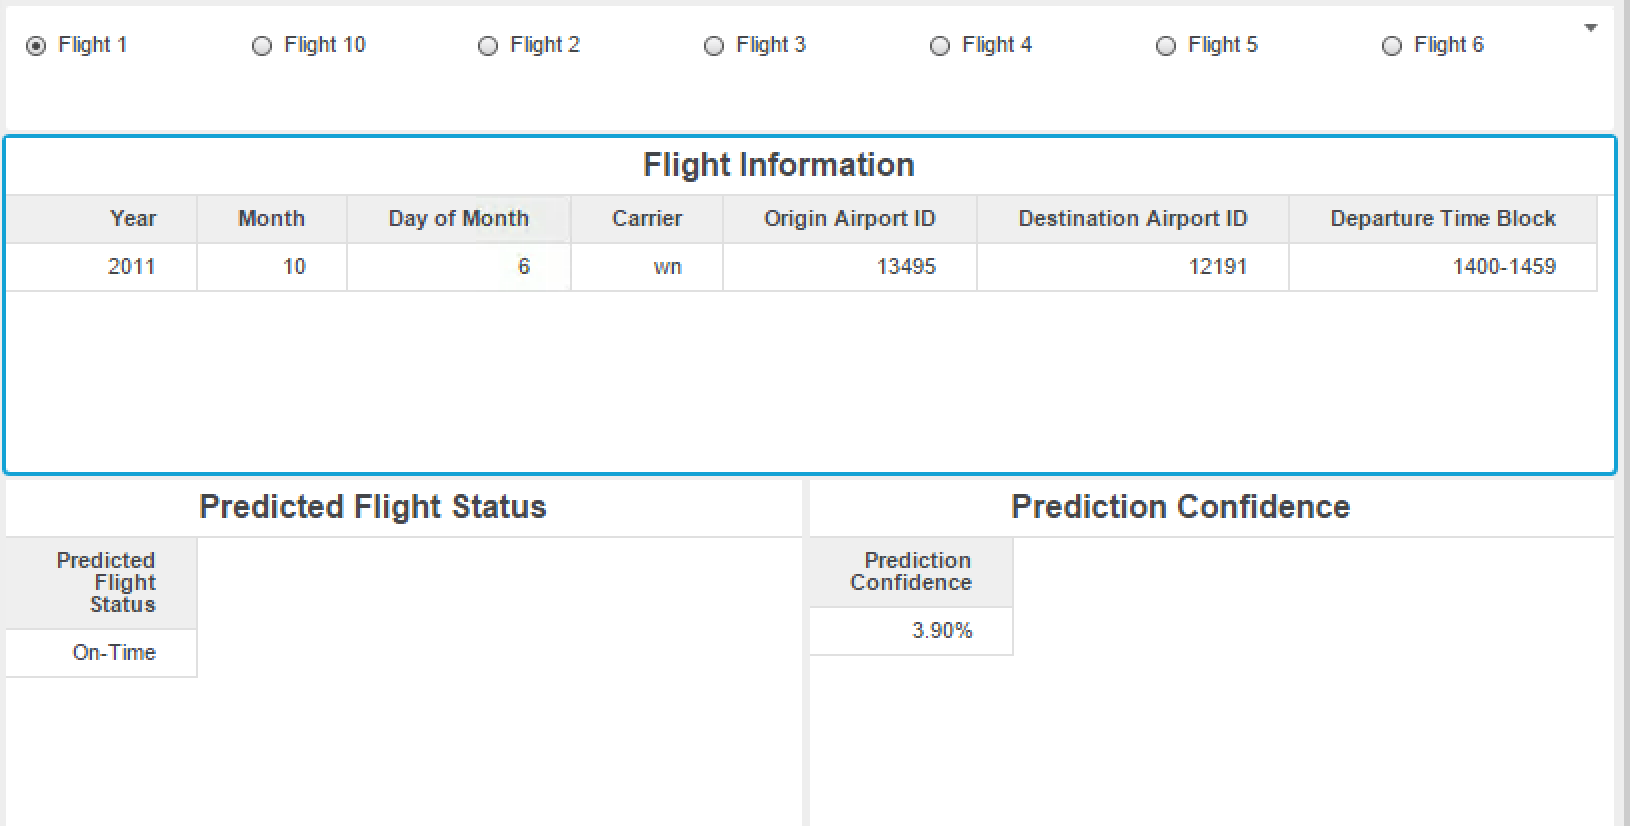 Flight 1 Flight 10 Flight 2 Flight 3 Flight 4 Flight 5 Flight 6
Flight Information
Year Month Day of Month Carrier Origin Airport ID Destination Airport ID Departure Time Block
2011 10 6 wn 13495 12191 1400-1459
Predicted Flight Status
Predicted
Flight
Status
On-Time
Prediction Confidence
Prediction
Confidence
3.90%